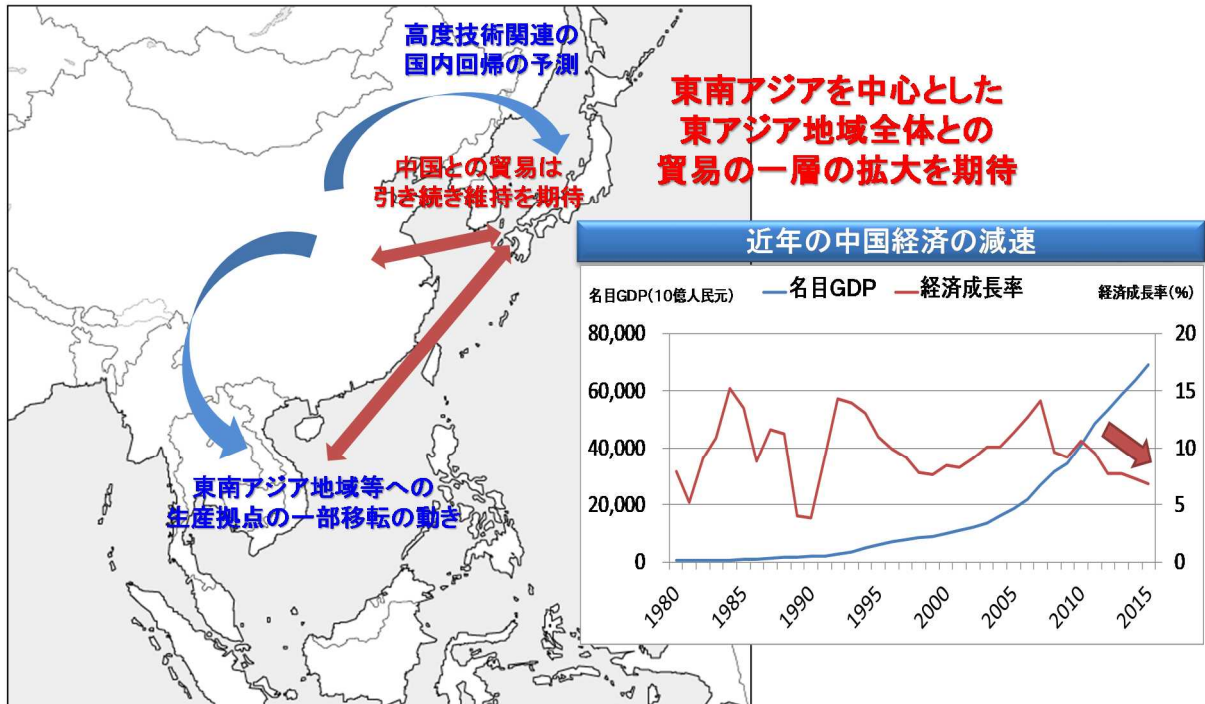 高度技術関連の
国内回帰の予測
中国との貿易は
引き続き維持を期待
東南アジア地域等への
生産拠点の一部移転の動き
東南アジアを中心とした
東アジア地域全体との
貿易の一層の拡大を期待
近年の中国経済の減速
名目GDP(10億人民元) 名目GDP 経済成長率 経済成長率(%)
80,000 20
60,000 15
40,000 10
20,000 5
0 0
1980 1985 1990 1995 2000 2005 2010 2015